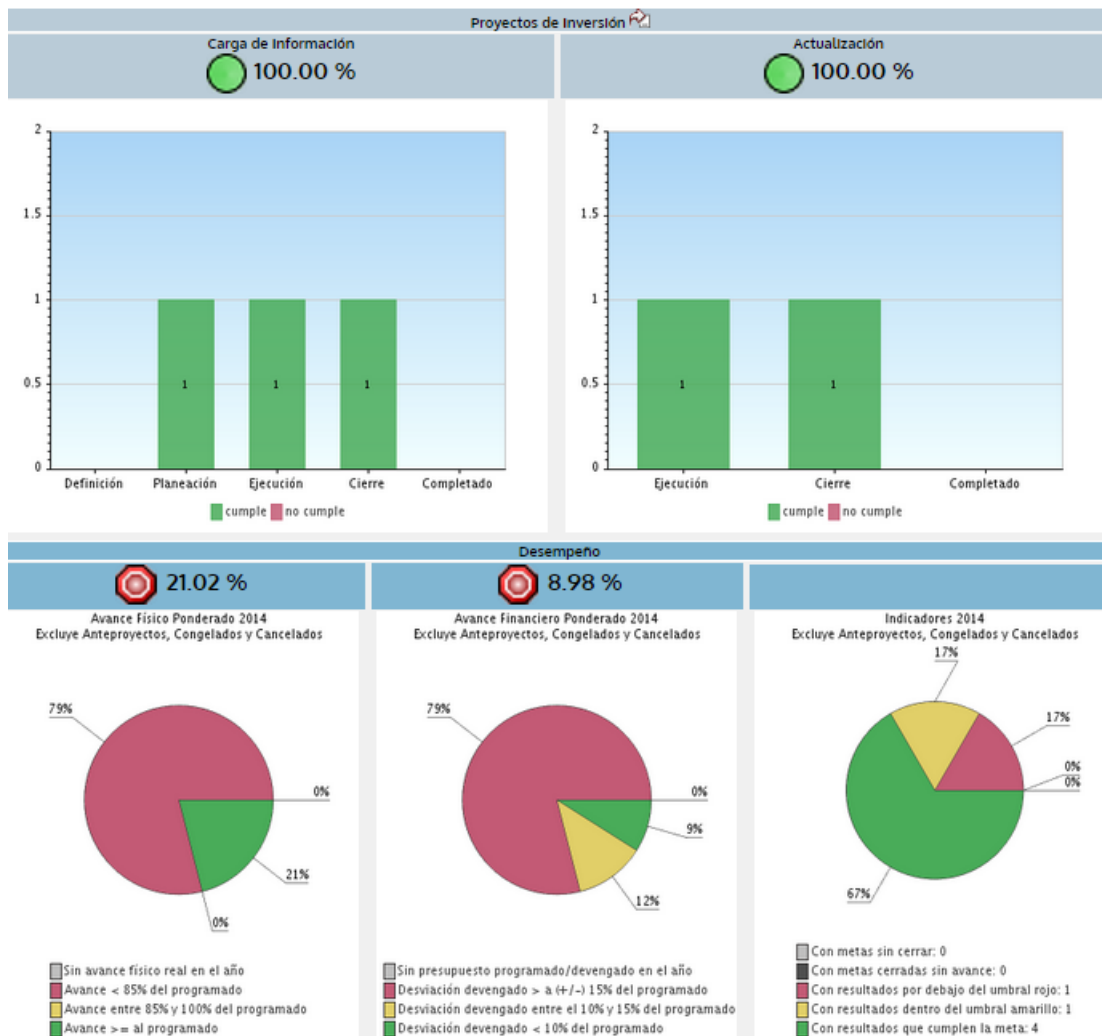 Proyectos de Inversión
Carga de Información
100.00 %
Actualización
100.00 %
2
1.5
1
0.5
0
1
1
1
Definición
Planeación
Ejecución
Cierre
Completado
cumple
no cumple
2
1.5
1
0.5
0
1
1
Ejecución
Cierre
Completado
cumple
no cumple
Desempeño
21.02 %
8.98 %
Avance Físico Ponderado 2014
Excluye Anteproyectos, Congelados y Cancelados
79%
0%
21%
0%
Sin avance físico real en el año
Avance < 85% del programado
Avance entre 85% y 100% del programado
Avance >= al programado
Avance Financiero Ponderado 2014
Excluye Anteproyectos, Congelados y Cancelados
79%
0%
9%
12%
Sin presupuesto programado/devengado en el año
Desviación devengado > a (+/-) 15% del programado
Desviación devengado entre el 10% y 15% del programado
Desviación devengado < 10% del programado
Indicadores 2014
Excluye Anteproyectos, Congelados y Cancelados
17%
17%
0%
0%
67%
Con metas sin cerrar: 0
Con metas cerradas sin avance: 0
Con resultados por debajo del umbral rojo: 1
Con resultados dentro del umbral amarillo: 1
Con resultados que cumplen la meta: 4